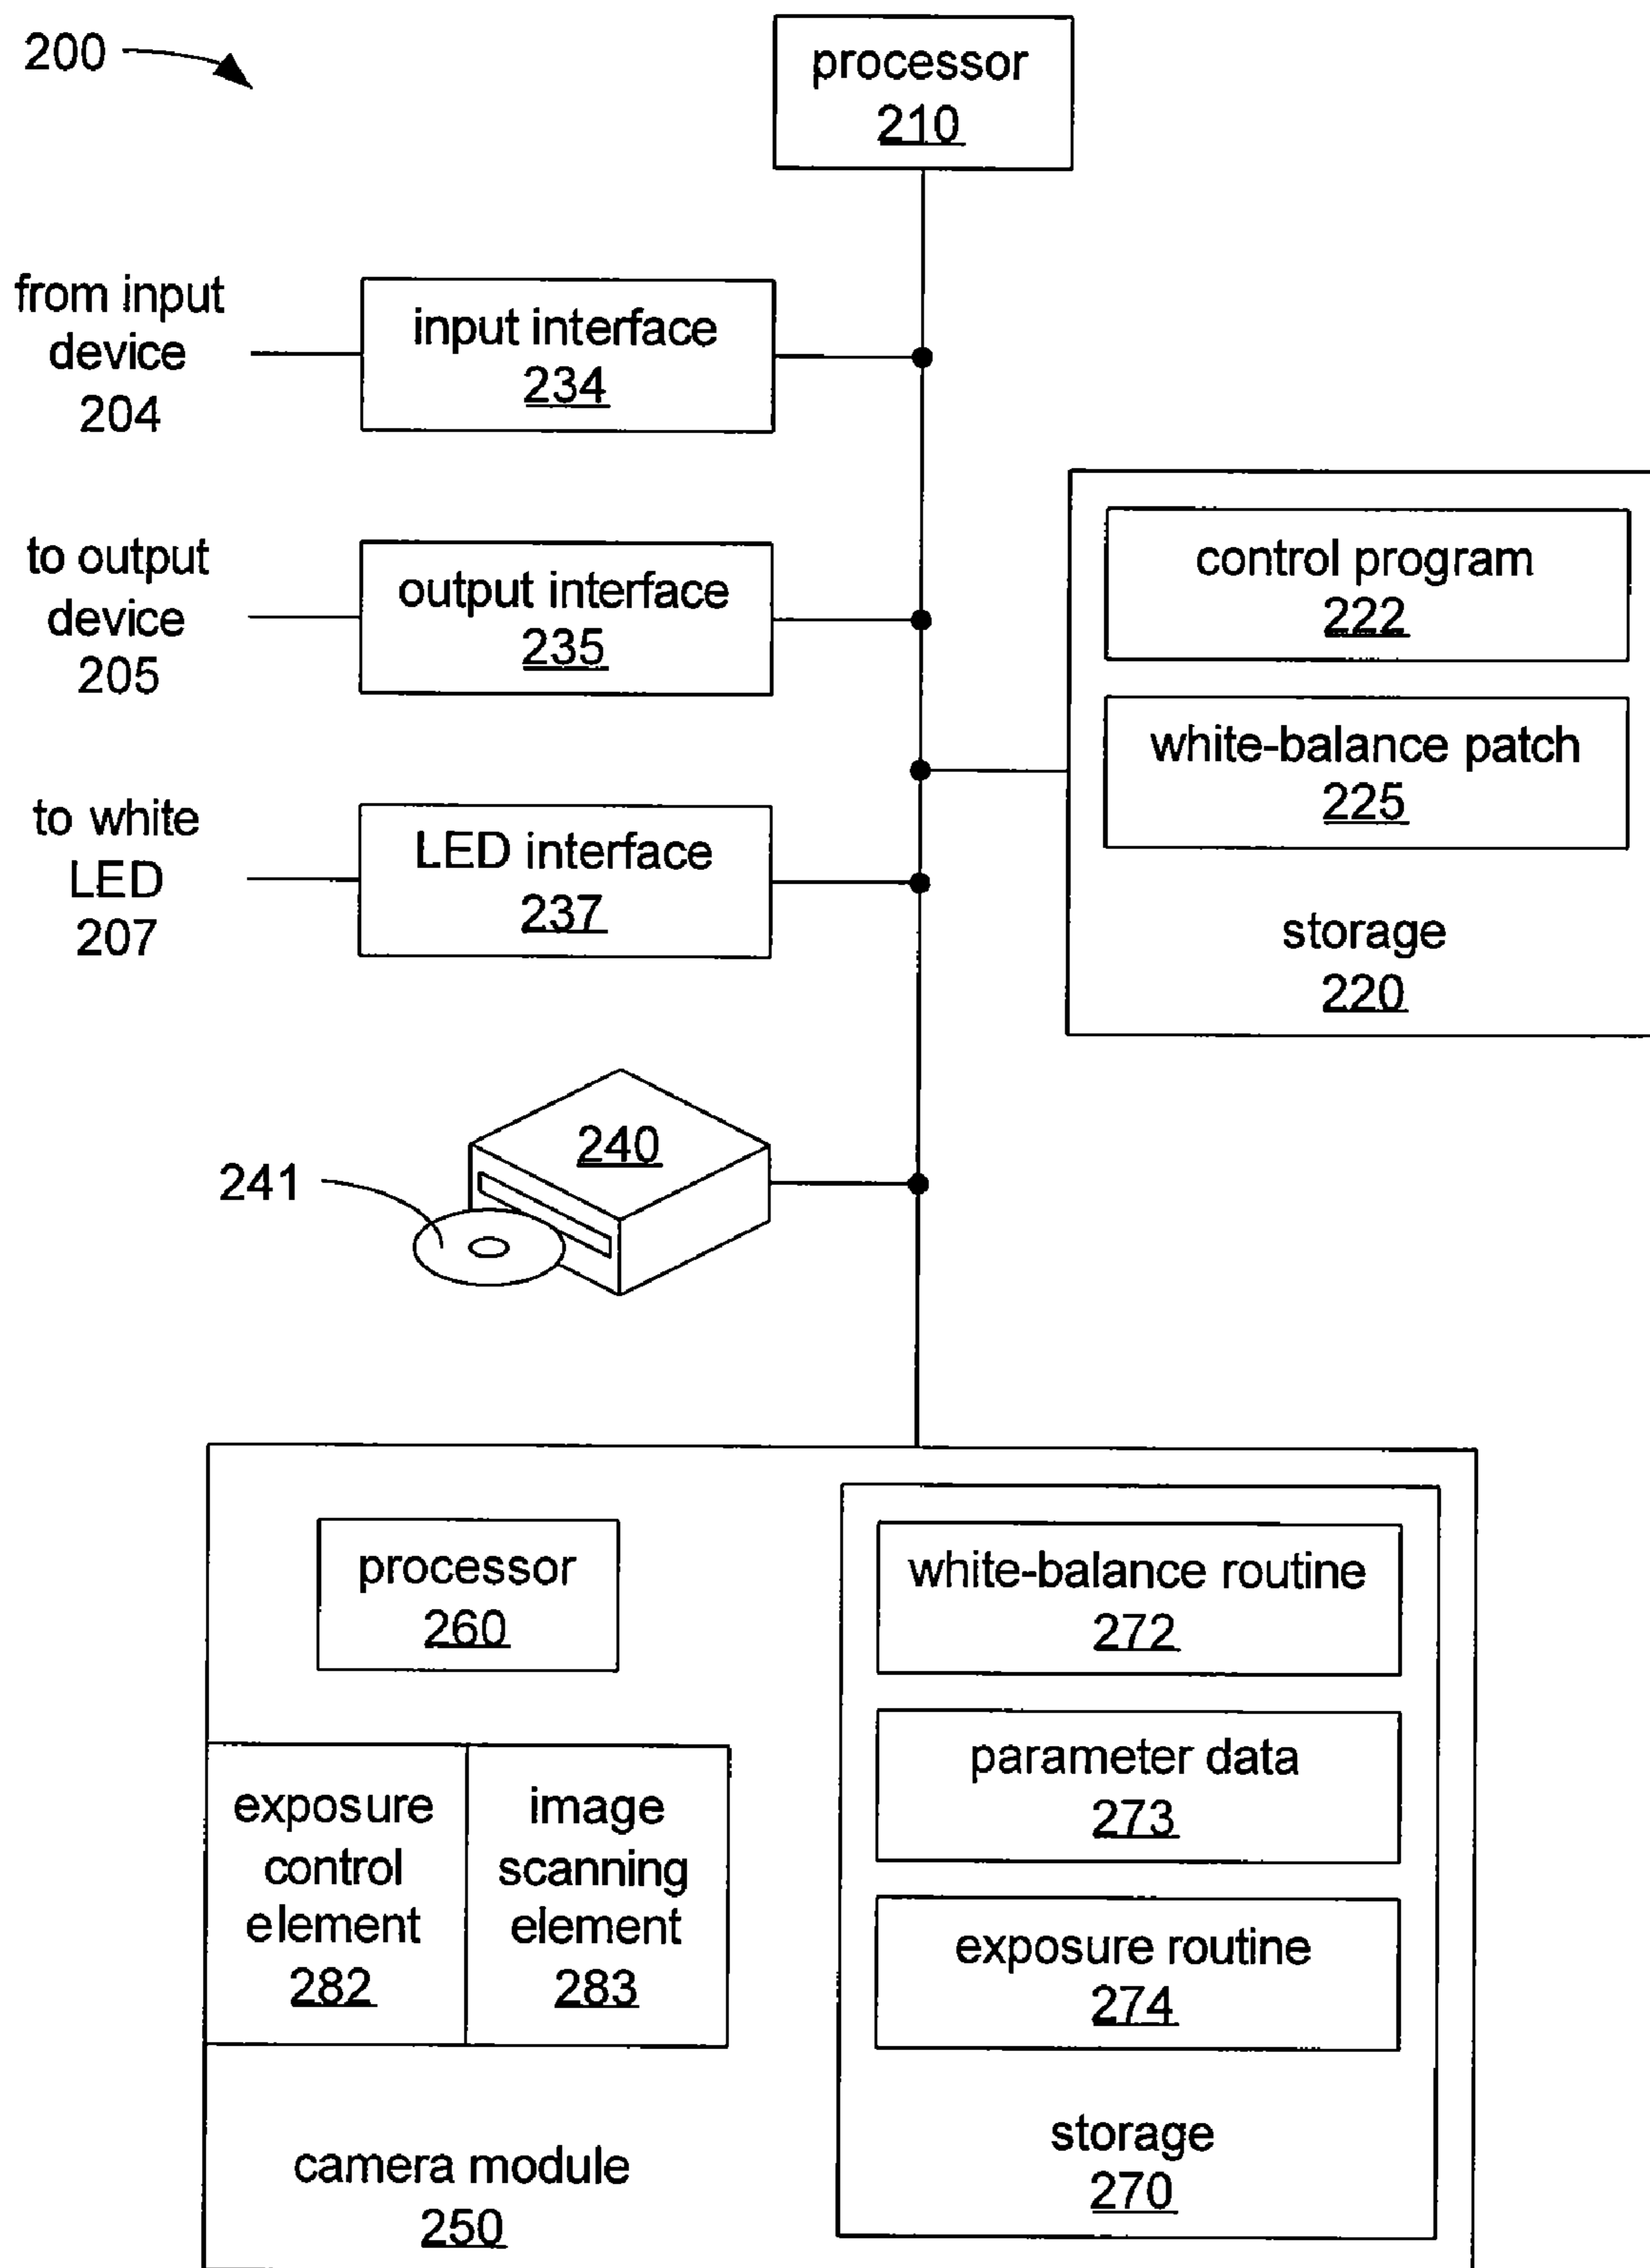 200
processor
210
from input
device
204
input interface
234
to output
device
205
output interface
235
control program
222
white-balance patch
225
storage
220
to white
LED
207
LED interface
237
240
241
processor
260
exposure
control
element
282
image
scanning
element
283
camera module
250
white-balance routine
272
parameter data
273
exposure routine
274
storage
270